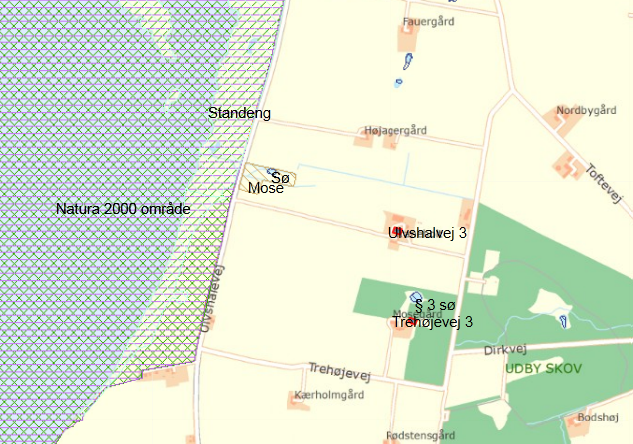 Fauergård
Nordbygård
Standeng
Højagergård
Toftevej
Sø
Mose
Natura 2000 område
Ulvshalvej 3
Ulvshalevej
§ 3 sø
Trehøjevej 3
Dirkvej
Trehøjevej
UDBY SKOV
Kærholmgård
Bodshøj
Rødstensgård